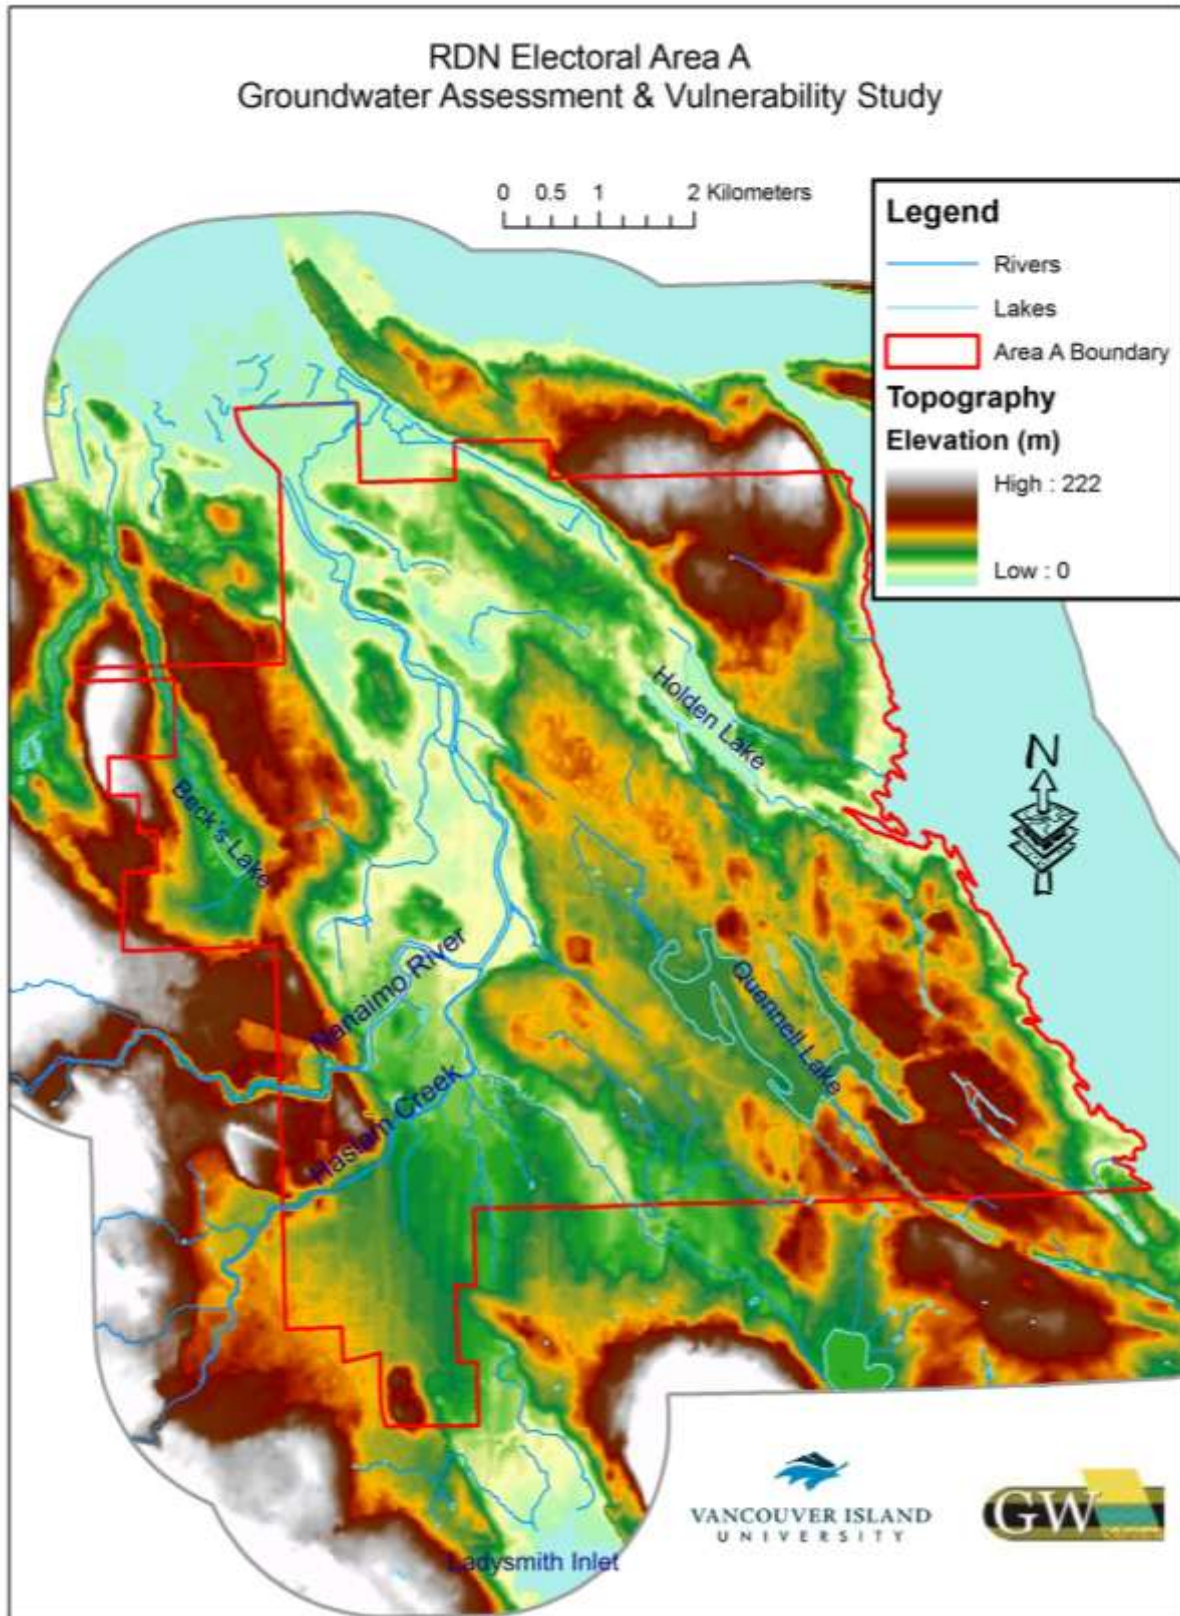 RDN Electoral Area A
Groundwater Assessment & Vulnerability Study
0 0.5 1 2 Kilometers
Legend
Rivers
Lakes
Area A Boundary
Topography
Elevation (m)
High : 222
Low : 0
Holden Lake
Beck's Lake
N
Nanaimo River
Quennell Lake
Haslam Creek
VANCOUVER ISLAND
UNIVERSITY
GW
Ladysmith Inlet